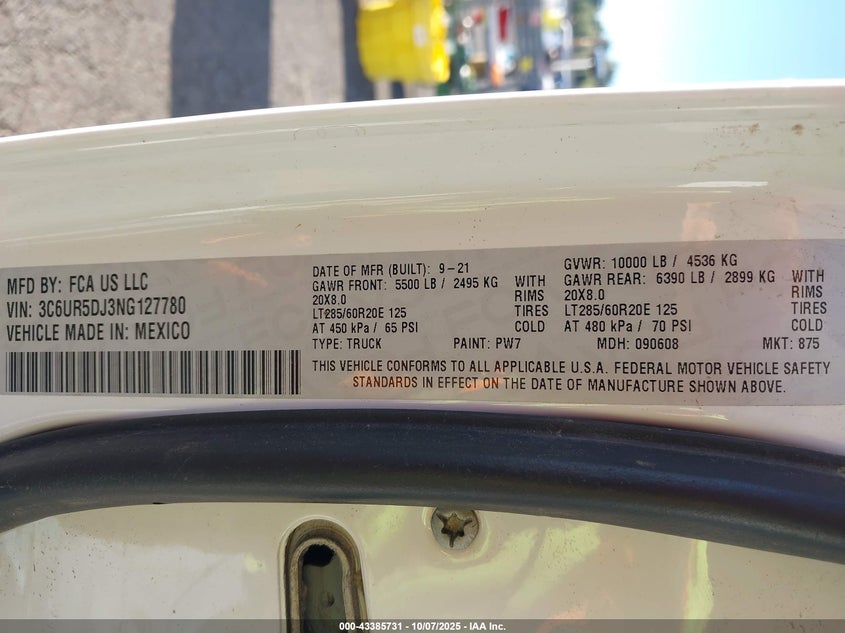 MFD BY: FCA US LLC
VIN: 3C6UR5DJ3NG127780
VEHICLE MADE IN: MEXICO
DATE OF MFR (BUILT): 9-21
GAWR FRONT: 5500 LB / 2495 KG WITH
20X8.0 RIMS
LT285/60R20E 125 TIRES
AT 450 kPa / 65 PSI COLD
TYPE: TRUCK PAINT: PW7
GVWR: 10000 LB / 4536 KG
GAWR REAR: 6390 LB / 2899 KG WITH
20X8.0 RIMS
LT285/60R20E 125 TIRES
AT 480 kPa / 70 PSI COLD
MDH: 090608 MKT: 875
THIS VEHICLE CONFORMS TO ALL APPLICABLE U.S.A. FEDERAL MOTOR VEHICLE SAFETY
STANDARDS IN EFFECT ON THE DATE OF MANUFACTURE SHOWN ABOVE.
000-43385731 - 10/07/2025 - IAA Inc.